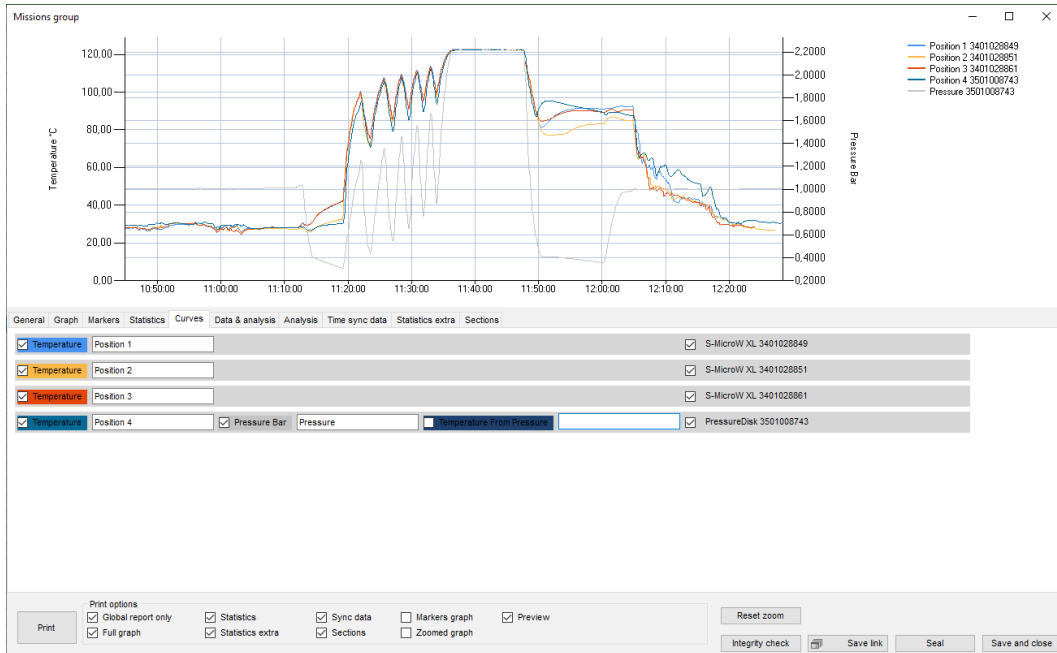 Missions group
120,00
100,00
80,00
60,00
40,00
20,00
0,00
Temperature °C
10:50:00 11:00:00 11:10:00 11:20:00 11:30:00 11:40:00 11:50:00 12:00:00 12:10:00 12:20:00
2,2000
2,0000
1,8000
1,6000
1,4000
1,2000
1,0000
0,8000
0,6000
0,4000
0,2000
Pressure Bar
Position 1 3401028849
Position 2 3401028851
Position 3 3401028861
Position 4 3501008743
Pressure 3501008743
General Graph Markers Statistics Curves Data & analysis Analysis Time sync data Statistics extra Sections
Temperature Position 1 S-MicroW XL 3401028849
Temperature Position 2 S-MicroW XL 3401028851
Temperature Position 3 S-MicroW XL 3401028861
Temperature Position 4 Pressure Bar Pressure Temperature From Pressure PressureDisk 3501008743
Print
Print options
Global report only Statistics Sync data Markers graph Preview
Full graph Statistics extra Sections Zoomed graph
Reset zoom
Integrity check Save link Seal Save and close